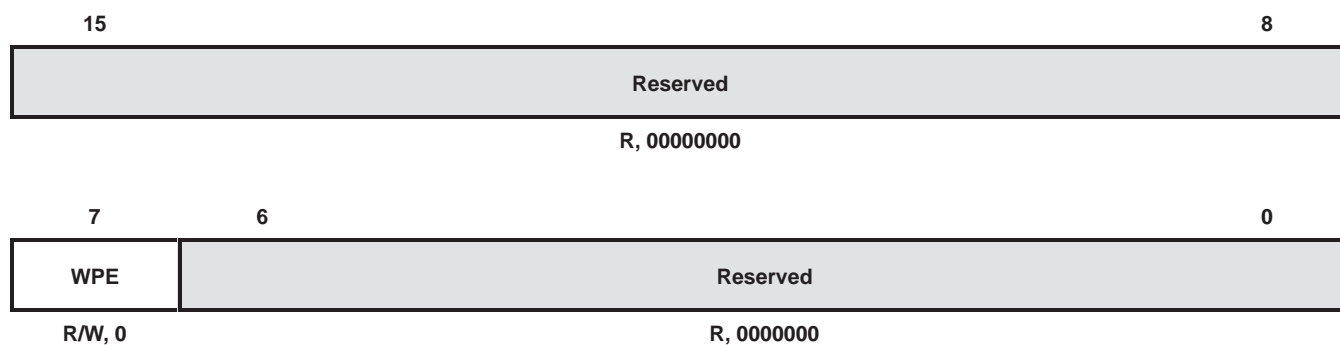 15 8
Reserved
R, 00000000
7 6 0
WPE Reserved
R/W, 0 R, 0000000